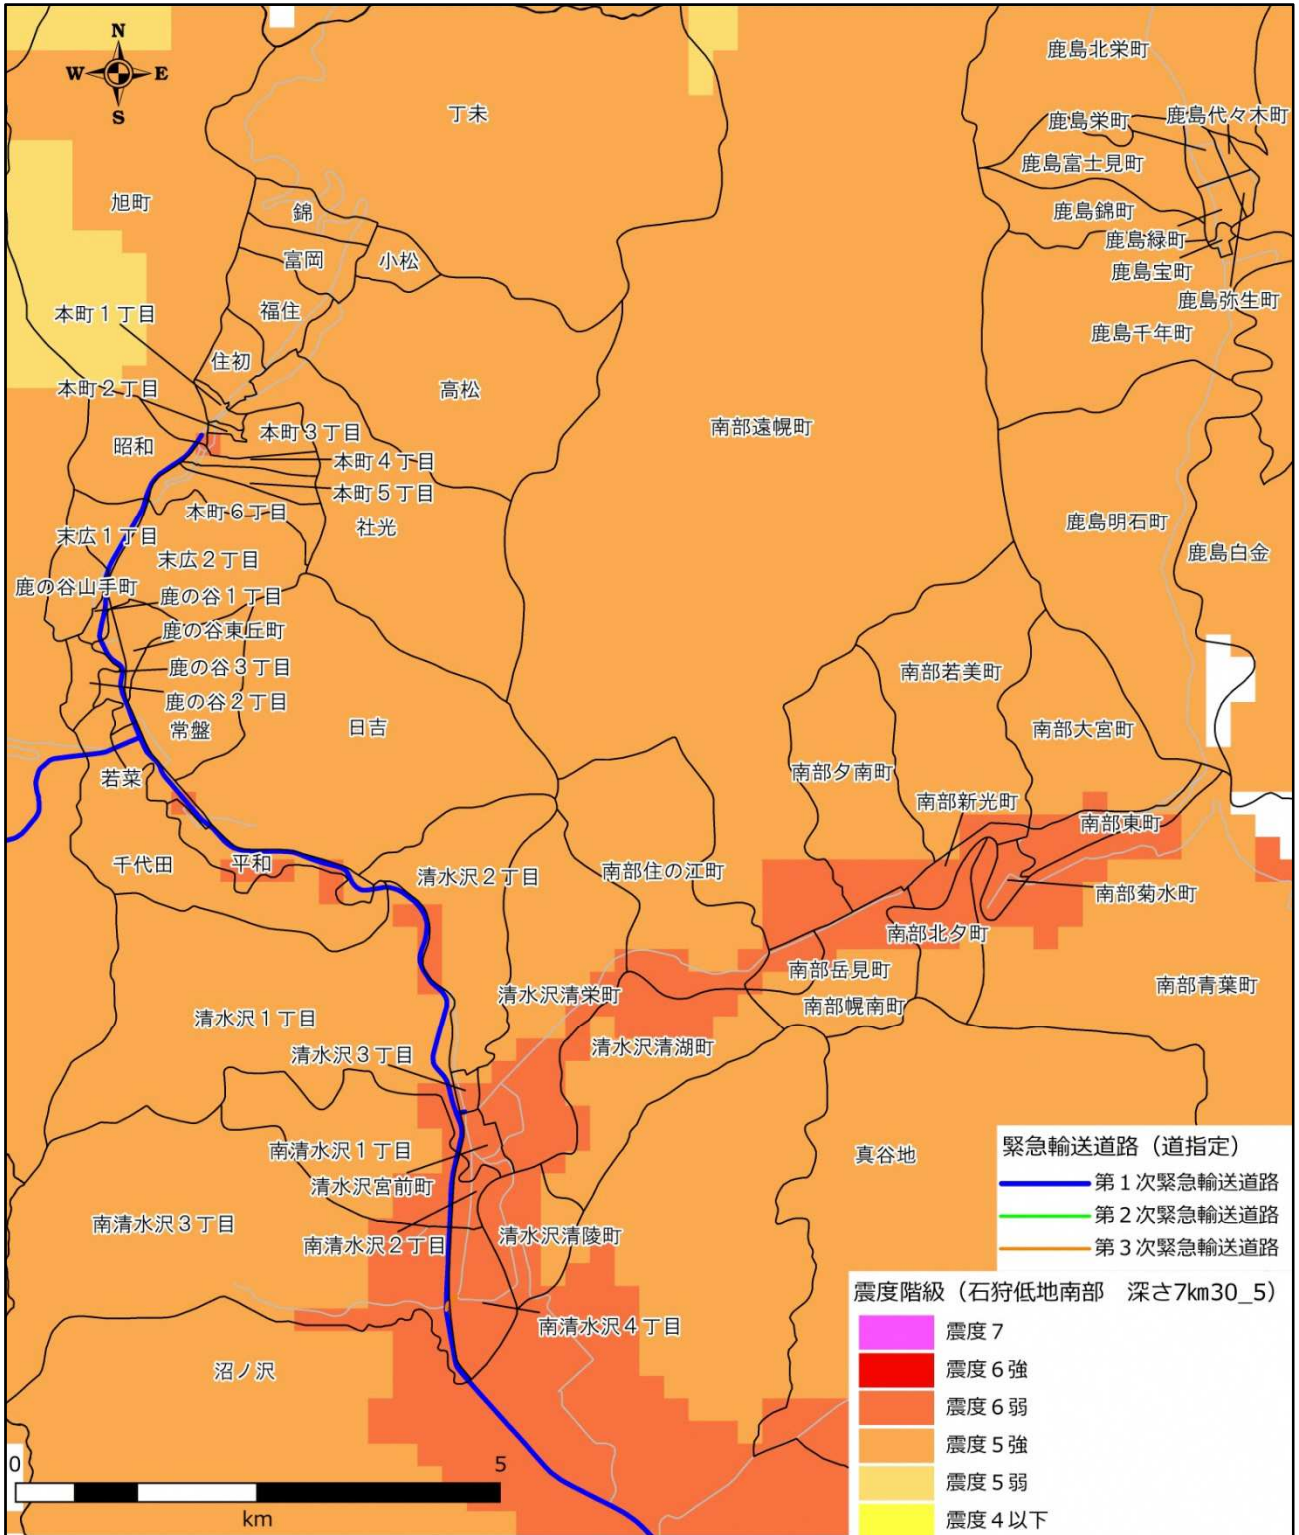 N
W E
S
鹿島北栄町
丁未
鹿島栄町
鹿島代々木町
鹿島富士見町
旭町
錦
鹿島錦町
鹿島緑町
富岡
小松
鹿島宝町
鹿島弥生町
本町1丁目
福住
鹿島千年町
住初
本町2丁目
高松
南部遠幌町
本町3丁目
昭和
本町4丁目
本町5丁目
本町6丁目
社光
鹿島明石町
末広1丁目
末広2丁目
鹿島白金
鹿の谷山手町
鹿の谷1丁目
鹿の谷東丘町
鹿の谷3丁目
南部若美町
鹿の谷2丁目
常盤
日吉
南部大宮町
若菜
南部夕南町
南部新光町
南部東町
千代田
平和
清水沢2丁目
南部住の江町
南部菊水町
南部北夕町
南部岳見町
南部青葉町
清水沢清栄町
南部幌南町
清水沢1丁目
清水沢3丁目
清水沢清湖町
南清水沢1丁目
真谷地
清水沢宮前町
南清水沢3丁目
清水沢清陵町
南清水沢2丁目
南清水沢4丁目
沼ノ沢
緊急輸送道路(道指定)
第1次緊急輸送道路
第2次緊急輸送道路
第3次緊急輸送道路
震度階級(石狩低地南部 深さ7km30_5)
震度7
震度6強
震度6弱
震度5強
震度5弱
震度4以下
0 5
km